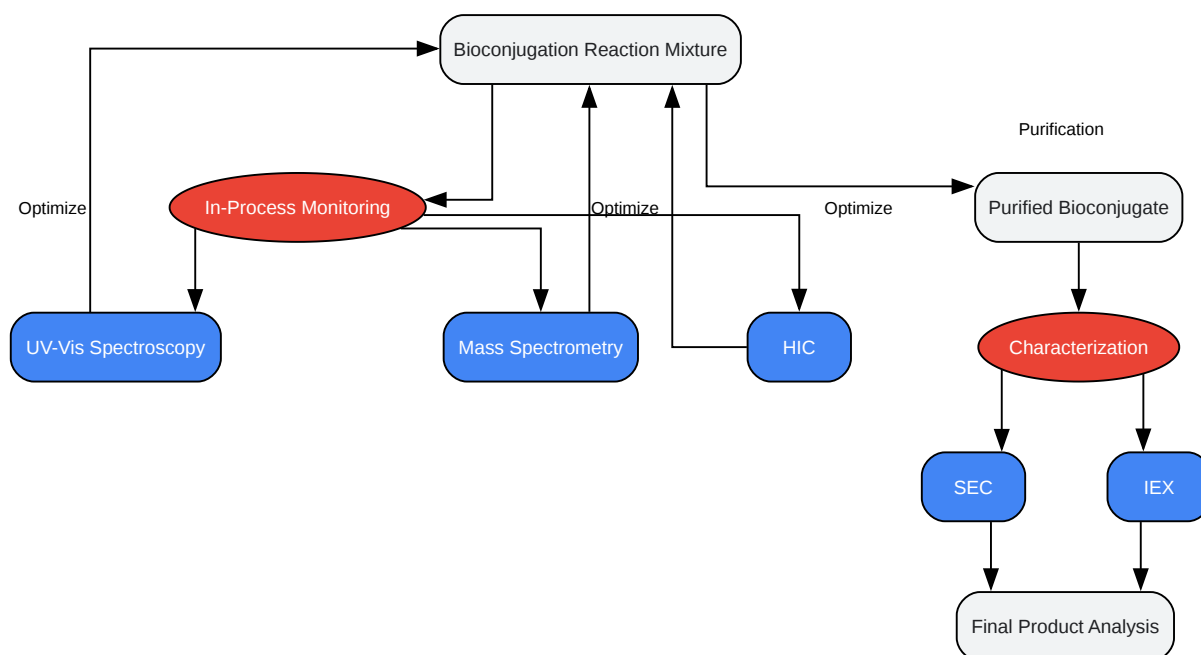 Bioconjugation Reaction Mixture
Purification
In-Process Monitoring
Optimize
Optimize
Optimize
Purified Bioconjugate
UV-Vis Spectroscopy
Mass Spectrometry
HIC
Characterization
SEC
IEX
Final Product Analysis